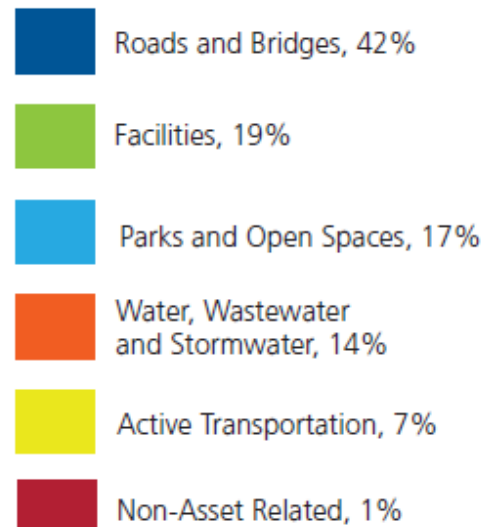 Roads and Bridges, 42%
Facilities, 19%
Parks and Open Spaces, 17%
Water, Wastewater
and Stormwater, 14%
Active Transportation, 7%
Non-Asset Related, 1%